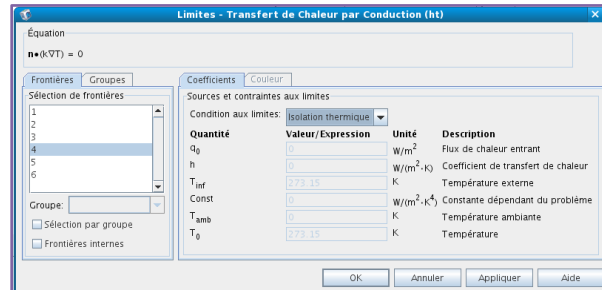 Limites - Transfert de Chaleur par Conduction (ht)
Équation
n•(k∇T) = 0
Frontières Groupes
Sélection de frontières
1
2
3
4
5
6
Groupe:
Sélection par groupe
Frontières internes
Coefficients Couleur
Sources et contraintes aux limites
Condition aux limites: Isolation thermique
Quantité Valeur/Expression Unité Description
q0 0 W/m² Flux de chaleur entrant
h 0 W/(m²·K) Coefficient de transfert de chaleur
Tinf 273.15 K Température externe
Const 0 W/(m²·K⁴) Constante dépendant du problème
Tamb 0 K Température ambiante
T0 273.15 K Température
OK Annuler Appliquer Aide